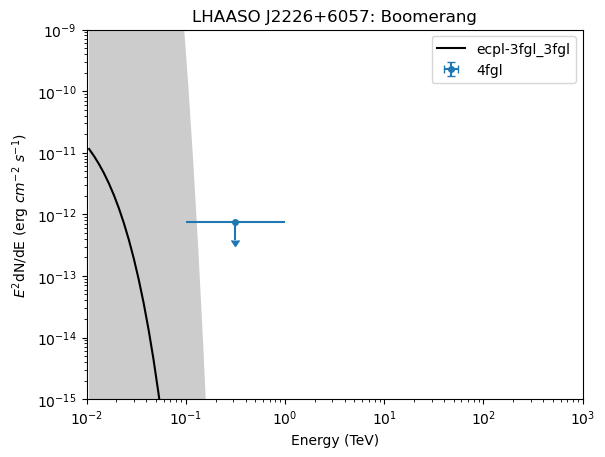 LHAASO J2226+6057: Boomerang
ecpl-3fgl_3fgl
4fgl
E²dN/dE (erg cm⁻² s⁻¹)
10⁻⁹
10⁻¹⁰
10⁻¹¹
10⁻¹²
10⁻¹³
10⁻¹⁴
10⁻¹⁵
10⁻² 10⁻¹ 10⁰ 10¹ 10² 10³
Energy (TeV)